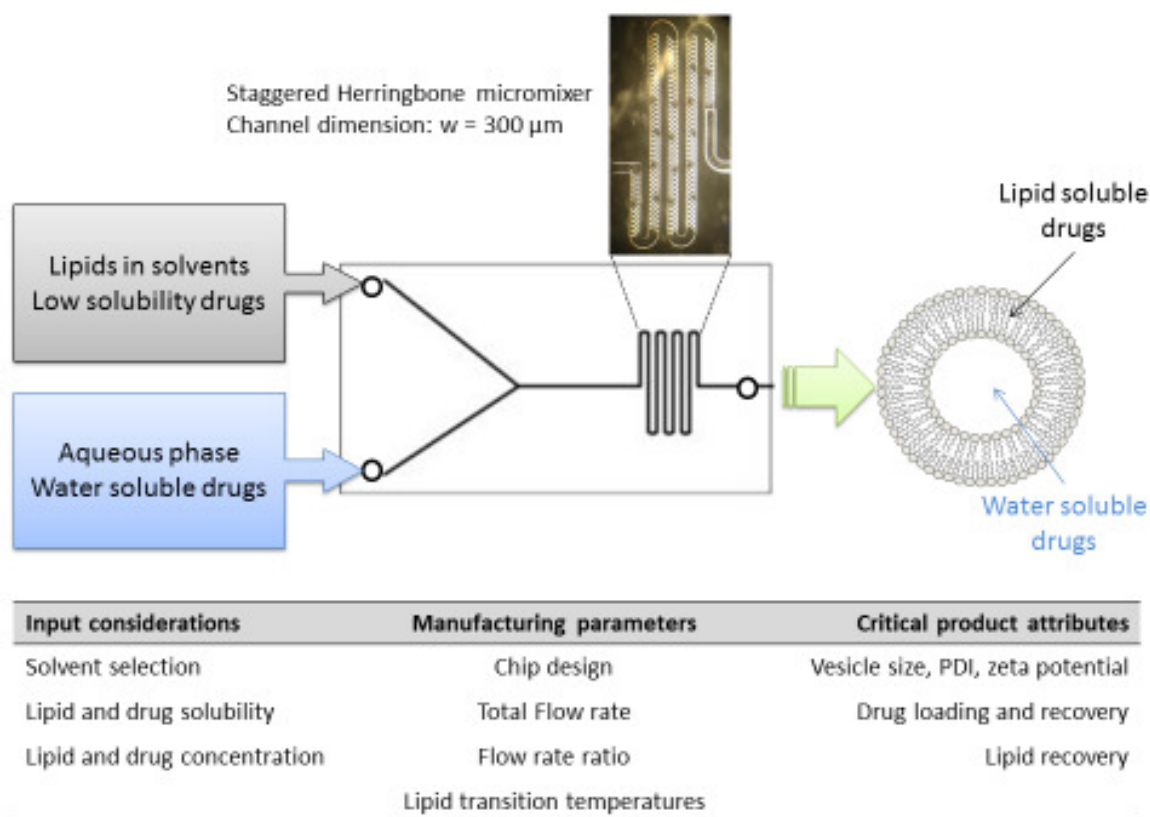 Staggered Herringbone micromixer
Channel dimension: w = 300 μm
Lipids in solvents
Low solubility drugs
Aqueous phase
Water soluble drugs
Lipid soluble
drugs
Water soluble
drugs
Input considerations Manufacturing parameters Critical product attributes
Solvent selection Chip design Vesicle size, PDI, zeta potential
Lipid and drug solubility Total Flow rate Drug loading and recovery
Lipid and drug concentration Flow rate ratio Lipid recovery
Lipid transition temperatures